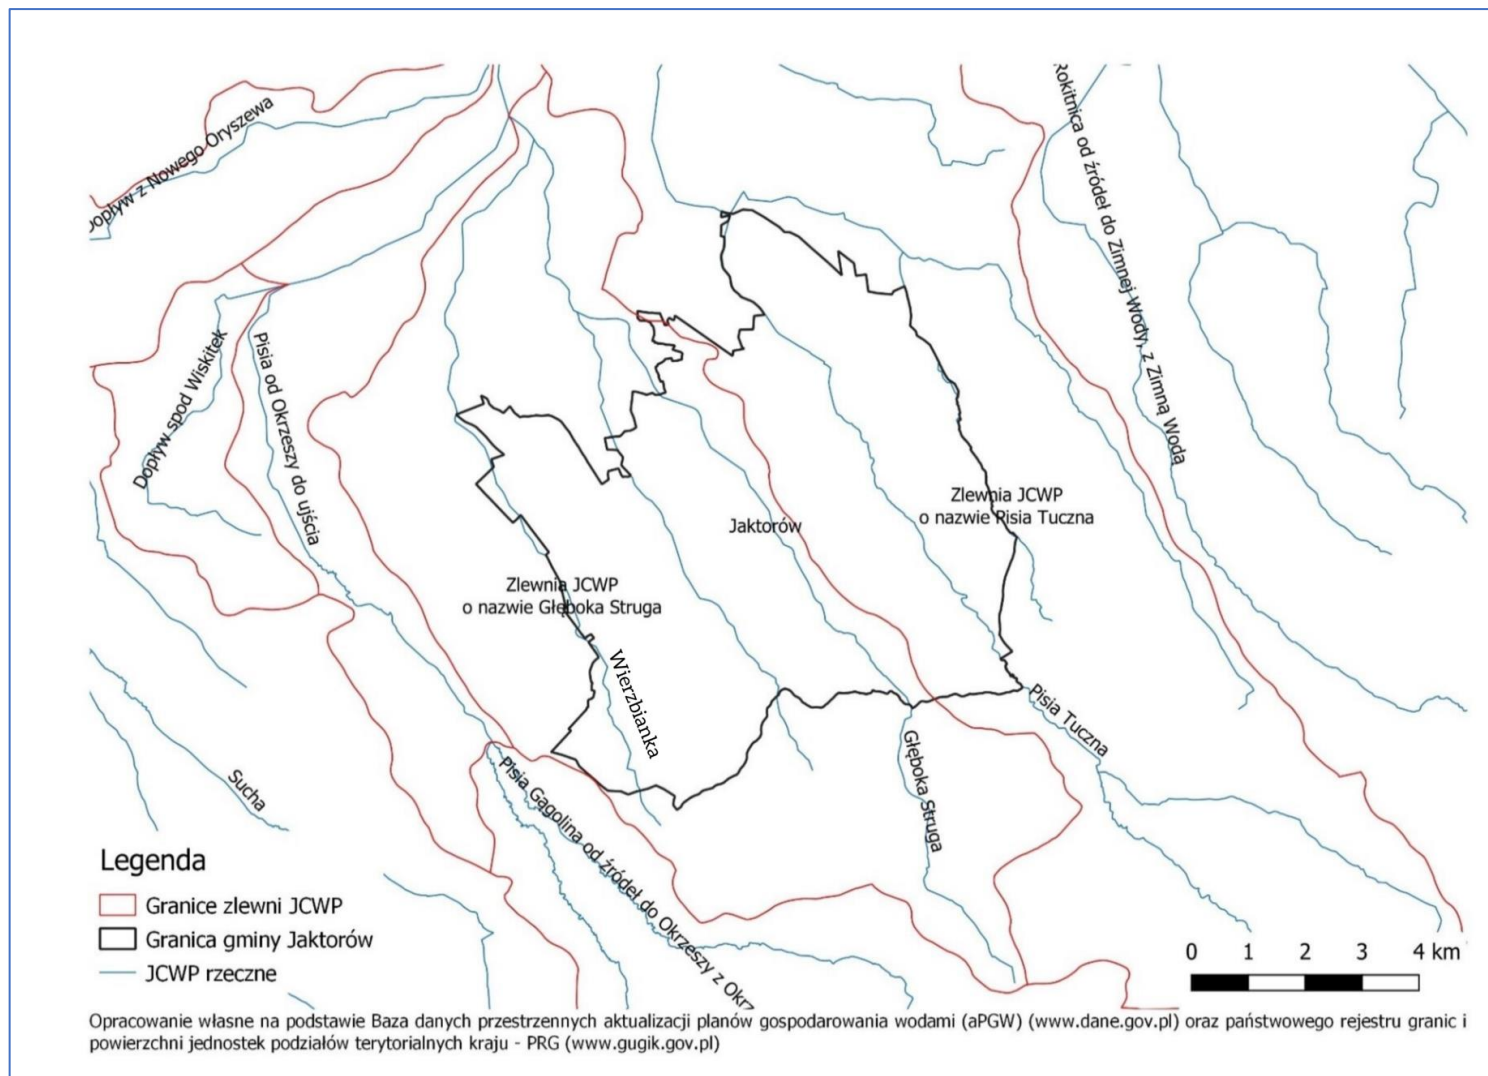 Dopływ z Nowego Oryszewa
Rokitnica od źródeł do Zimnej Wody, z Zimną Wodą
Dopływ spod Wiskitek
Pisia od Okrzeszy do ujścia
Zlewnia JCWP
o nazwie Pisia Tuczna
Jaktorów
Zlewnia JCWP
o nazwie Głęboka Struga
Wierzbianka
Pisia Tuczna
Głęboka Struga
Sucha
Pisia Gągolina od źródeł do Okrzeszy z Okrz
Legenda
Granice zlewni JCWP
Granica gminy Jaktorów
JCWP rzeczne
0 1 2 3 4 km
Opracowanie własne na podstawie Baza danych przestrzennych aktualizacji planów gospodarowania wodami (aPGW) (www.dane.gov.pl) oraz państwowego rejestru granic i
powierzchni jednostek podziałów terytorialnych kraju - PRG (www.gugik.gov.pl)